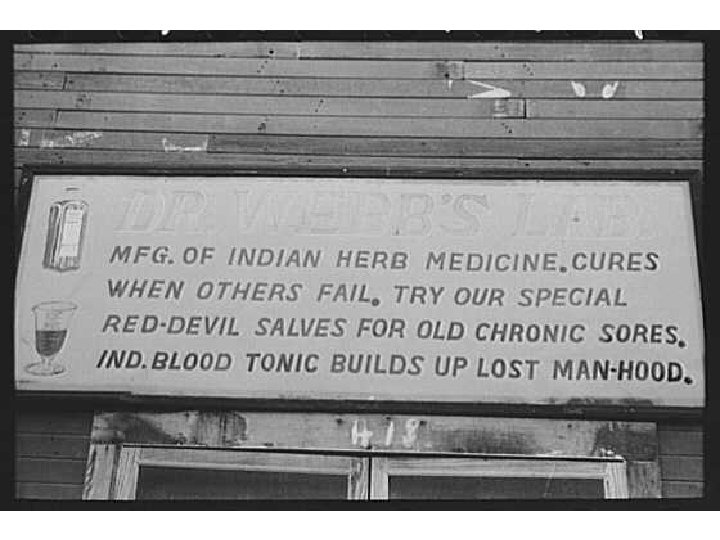 DR. WEBB'S LAB.
MFG. OF INDIAN HERB MEDICINE. CURES
WHEN OTHERS FAIL. TRY OUR SPECIAL
RED-DEVIL SALVES FOR OLD CHRONIC SORES.
IND. BLOOD TONIC BUILDS UP LOST MAN-HOOD.
418